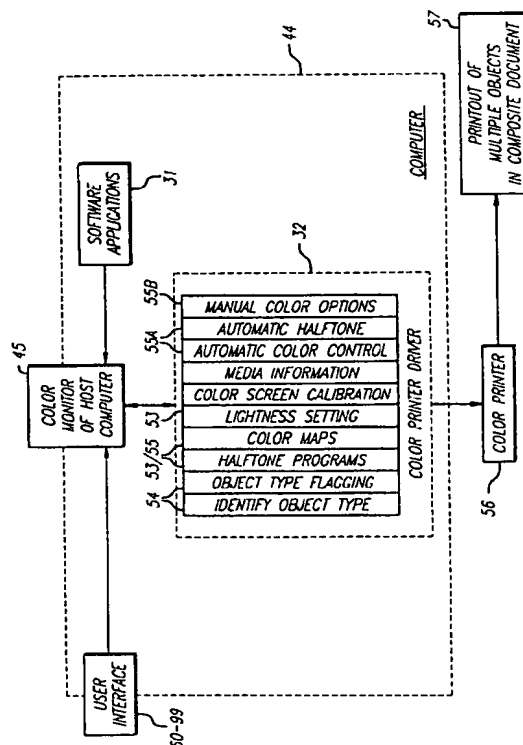 44
COMPUTER
SOFTWARE
APPLICATIONS
31
45
COLOR
MONITOR
OF HOST
COMPUTER
USER
INTERFACE
60-99
32
55B
MANUAL COLOR OPTIONS
55A
AUTOMATIC HALFTONE
AUTOMATIC COLOR CONTROL
MEDIA INFORMATION
COLOR SCREEN CALIBRATION
53
LIGHTNESS SETTING
53/55
COLOR MAPS
HALFTONE PROGRAMS
54
OBJECT TYPE FLAGGING
IDENTIFY OBJECT TYPE
COLOR PRINTER DRIVER
COLOR PRINTER
56
57
PRINTOUT OF
MULTIPLE OBJECTS
IN COMPOSITE DOCUMENT